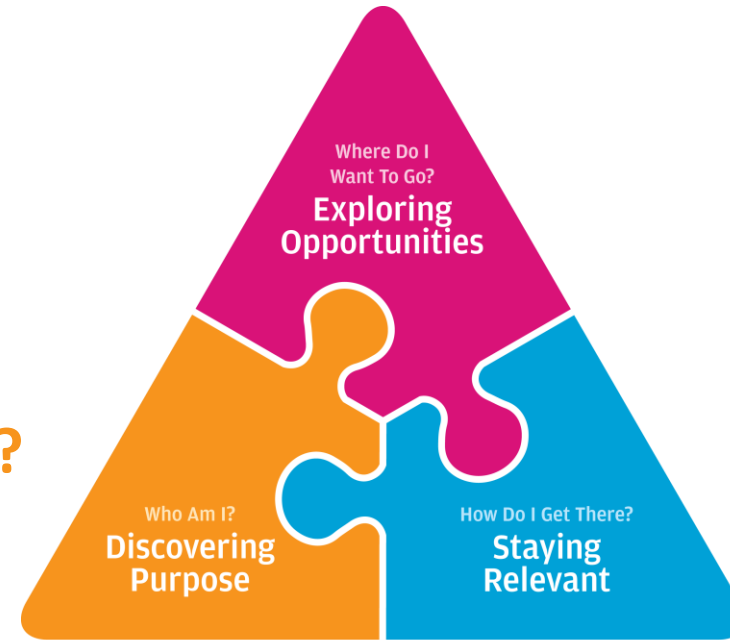 Where Do I
Want To Go?
Exploring
Opportunities
?
Who Am I?
Discovering
Purpose
How Do I Get There?
Staying
Relevant